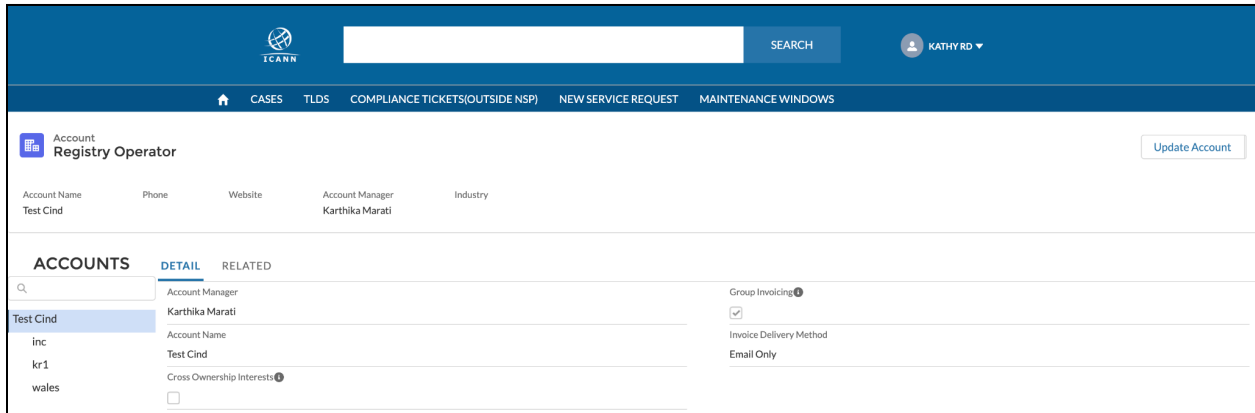 ICANN
SEARCH
KATHY RD
CASES TLDS COMPLIANCE TICKETS(OUTSIDE NSP) NEW SERVICE REQUEST MAINTENANCE WINDOWS
Account
Registry Operator
Update Account
Account Name Phone Website Account Manager Industry
Test Cind Karthika Marati
ACCOUNTS
DETAIL RELATED
Account Manager Group Invoicing
Karthika Marati
Test Cind
Account Name Invoice Delivery Method
inc
Test Cind Email Only
kr1
Cross Ownership Interests
wales